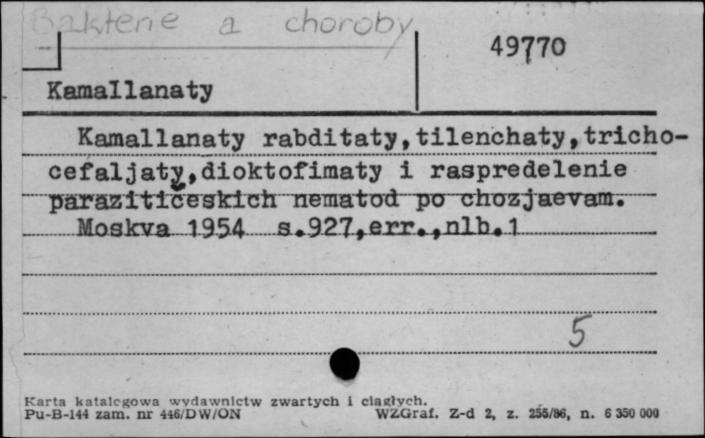 Bakterie a choroby
49770
Kamallanaty
Kamallanaty rabditaty,tilenchaty,tricho-
cefaljaty,dioktofimaty i raspredelenie
parazitičeskich nematod po chozjaevam.
Moskva 1954 s.927,err.,nlb.1
5
Karta katalogowa wydawnictw zwartych i ciągłych.
Pu-B-144 zam. nr 446/DW/ON
WZGraf. Z-d 2, z. 255/86, n. 6 350 000